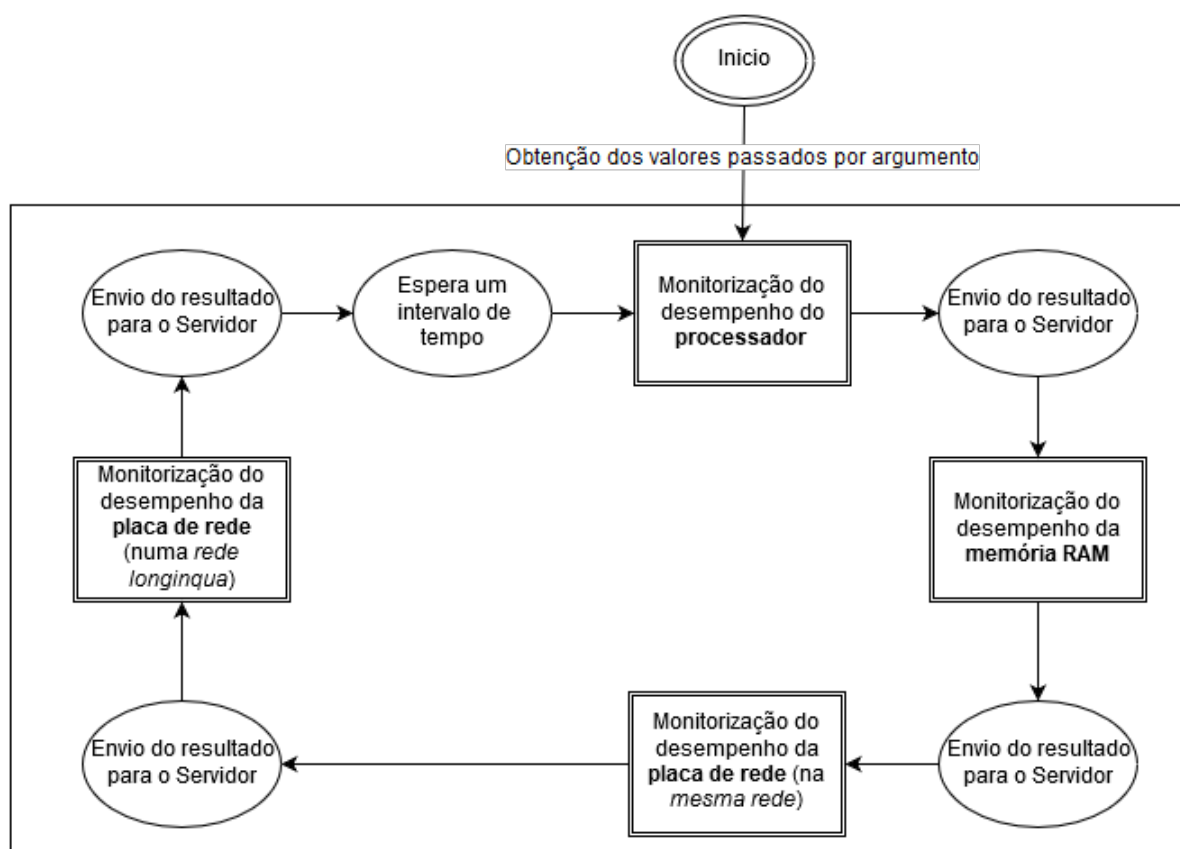 Inicio
Obtenção dos valores passados por argumento
Envio do resultado
para o Servidor
Espera um
intervalo de
tempo
Monitorização do
desempenho do
processador
Envio do resultado
para o Servidor
Monitorização do
desempenho da
placa de rede
(numa rede
longinqua)
Monitorização do
desempenho da
memória RAM
Envio do resultado
para o Servidor
Monitorização do
desempenho da
placa de rede (na
mesma rede)
Envio do resultado
para o Servidor